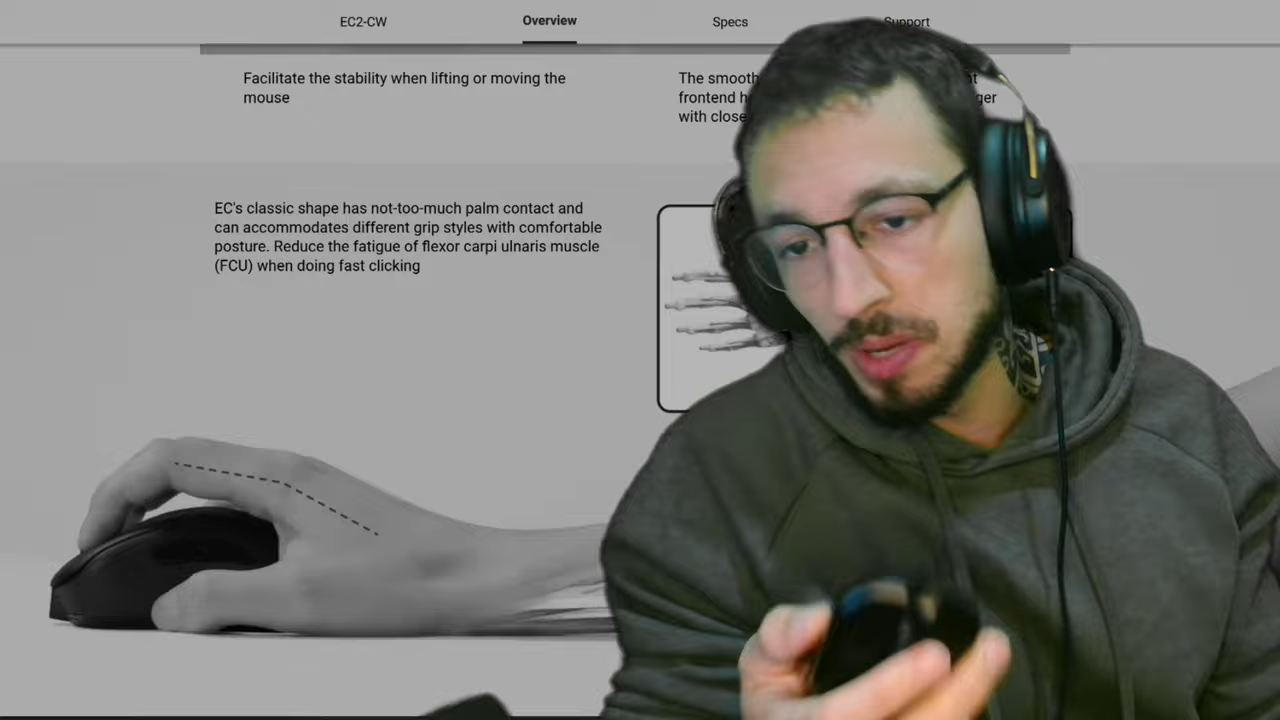 EC2-CW
Overview
Specs
Support
Facilitate the stability when lifting or moving the
mouse
The smooth
frontend
with close
EC's classic shape has not-too-much palm contact and
can accommodates different grip styles with comfortable
posture. Reduce the fatigue of flexor carpi ulnaris muscle
(FCU) when doing fast clicking